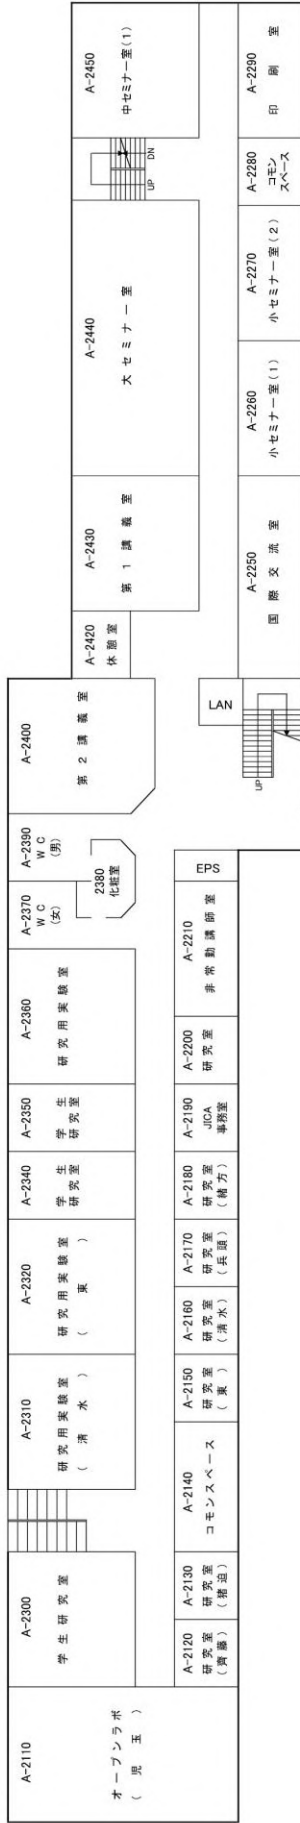 A-2450
中セミナー室(1)
UP
DN
A-2440
大セミナー室
A-2430
第1講義室
A-2420
休憩室
A-2290
印刷室
A-2280
コモン
スペース
A-2270
小セミナー室(2)
A-2260
小セミナー室(1)
A-2250
国際交流室
LAN
UP
A-2400
第2講義室
A-2390
WC
(男)
A-2370
WC
(女)
2380
化粧室
A-2360
研究用実験室
A-2350
学生
研究室
A-2340
学生
研究室
A-2320
研究用実験室
(東)
A-2310
研究用実験室
(清水)
A-2300
学生研究室
EPS
A-2210
非常勤講師室
A-2200
研究室
A-2190
JICA
事務室
A-2180
研究室
(緒方)
A-2170
研究室
(兵頭)
A-2160
研究室
(清水)
A-2150
研究室
(東)
A-2140
コモンスペース
A-2130
研究室
(猪迫)
A-2120
研究室
(齊藤)
A-2110
オープンラボ
(児玉)